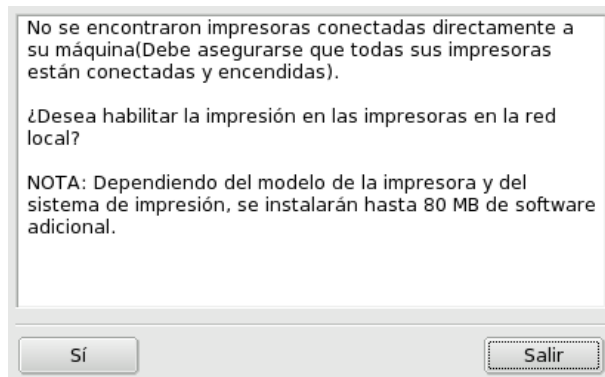 No se encontraron impresoras conectadas directamente a
su máquina(Debe asegurarse que todas sus impresoras
están conectadas y encendidas).
¿Desea habilitar la impresión en las impresoras en la red
local?
NOTA: Dependiendo del modelo de la impresora y del
sistema de impresión, se instalarán hasta 80 MB de software
adicional.
Sí
Salir